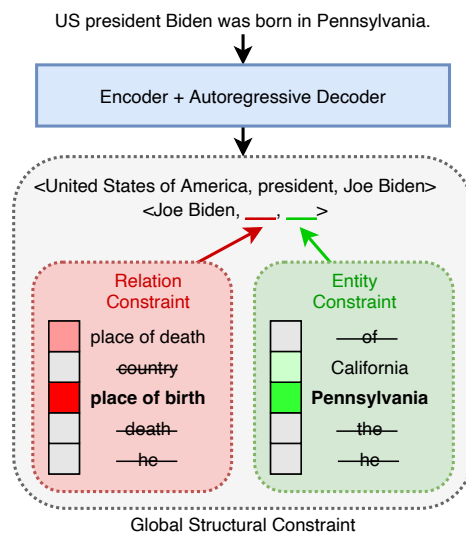 US president Biden was born in Pennsylvania.
Encoder + Autoregressive Decoder
<United States of America, president, Joe Biden>
<Joe Biden, ___, ___>
Relation
Constraint
place of death
country
place of birth
death
he
Entity
Constraint
of
California
Pennsylvania
the
he
Global Structural Constraint